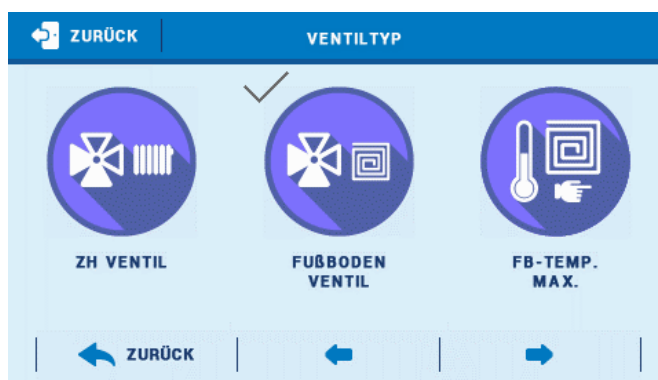 ZURÜCK
VENTILTYP
ZH VENTIL
FUßBODEN
VENTIL
FB-TEMP.
MAX.
ZURÜCK